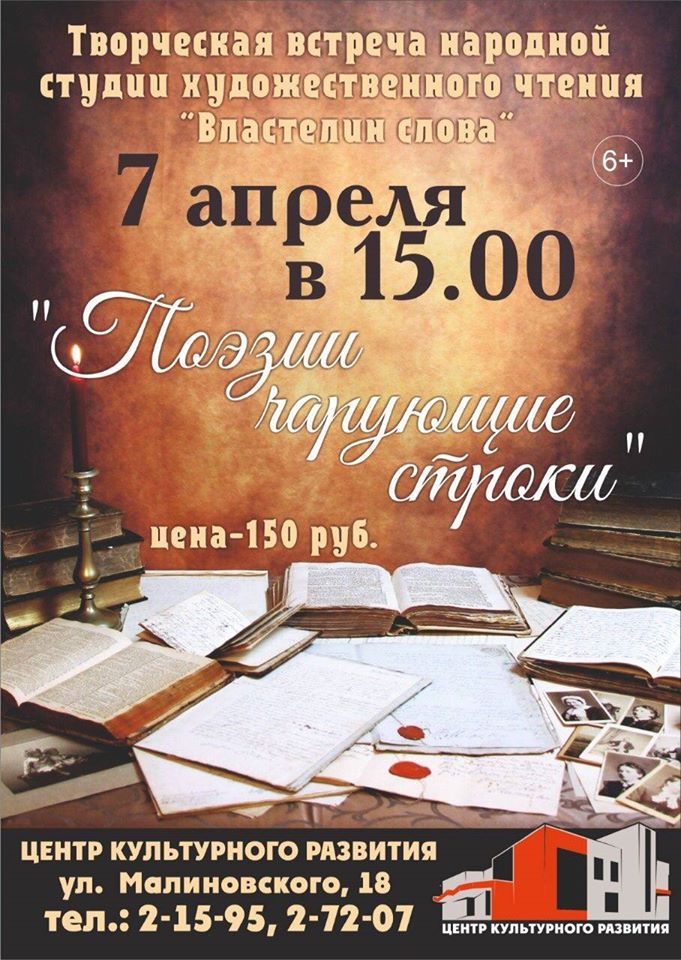 Творческая встреча народной
студии художественного чтения
"Властелин слова"
6+
7 апреля
в 15.00
"Поэзии
чарующие
строки"
цена-150 руб.
ЦЕНТР КУЛЬТУРНОГО РАЗВИТИЯ
ул. Малиновского, 18
тел.: 2-15-95, 2-72-07
ЦЕНТР КУЛЬТУРНОГО РАЗВИТИЯ